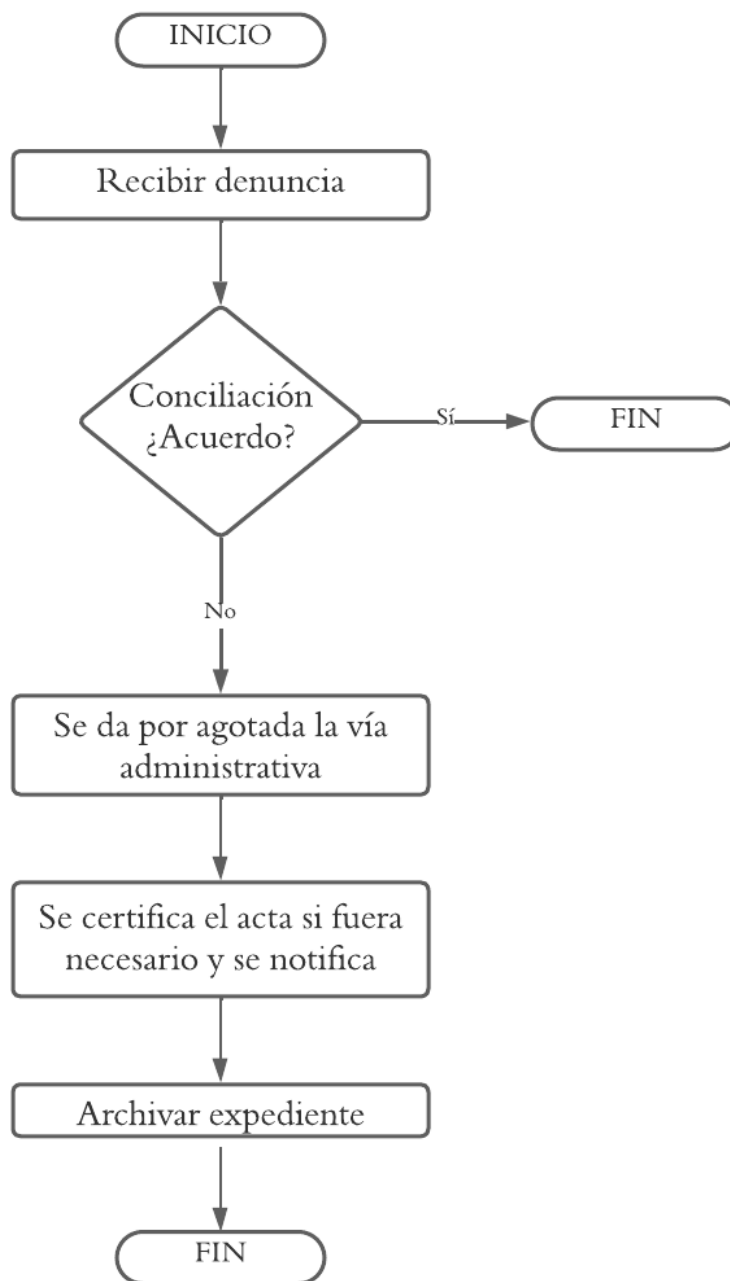 INICIO
Recibir denuncia
Conciliación
¿Acuerdo?
Sí
FIN
No
Se da por agotada la vía
administrativa
Se certifica el acta si fuera
necesario y se notifica
Archivar expediente
FIN